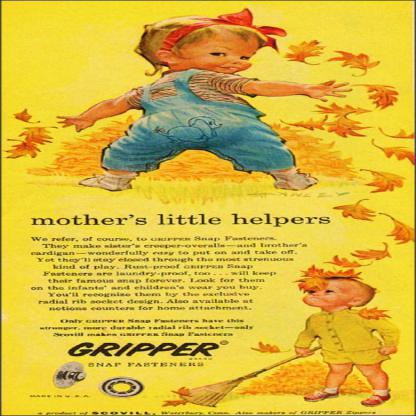 mother's little helpers
We refer, of course, to GRIPPER Snap Fasteners.
They make sister's creeper-overalls—and brother's
cardigan—wonderfully easy to put on and take off.
Yet they'll stay closed through the most strenuous
kind of play. Rust-proof GRIPPER Snap
Fasteners are laundry-proof, too . . . will keep
their famous snap forever. Look for them
on the infants' and children's wear you buy.
You'll recognize them by the exclusive
radial rib socket design. Also available at
notions counters for home attachment.
Only GRIPPER Snap Fasteners have this
stronger, more durable radial rib socket—only
Scovill makes GRIPPER Snap Fasteners
GRIPPER®
BRAND
SNAP FASTENERS
MADE IN U.S.A.
a product of SCOVILL, Waterbury, Conn. Also makers of GRIPPER Zippers